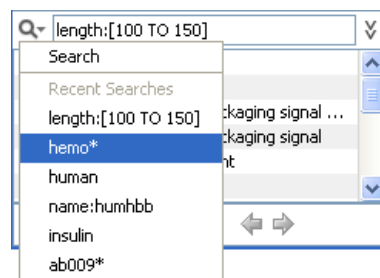 length:[100 TO 150]
Search
Recent Searches
length:[100 TO 150]
ckaging signal ...
hemo*
ckaging signal
human
nt
name:humhbb
insulin
ab009*